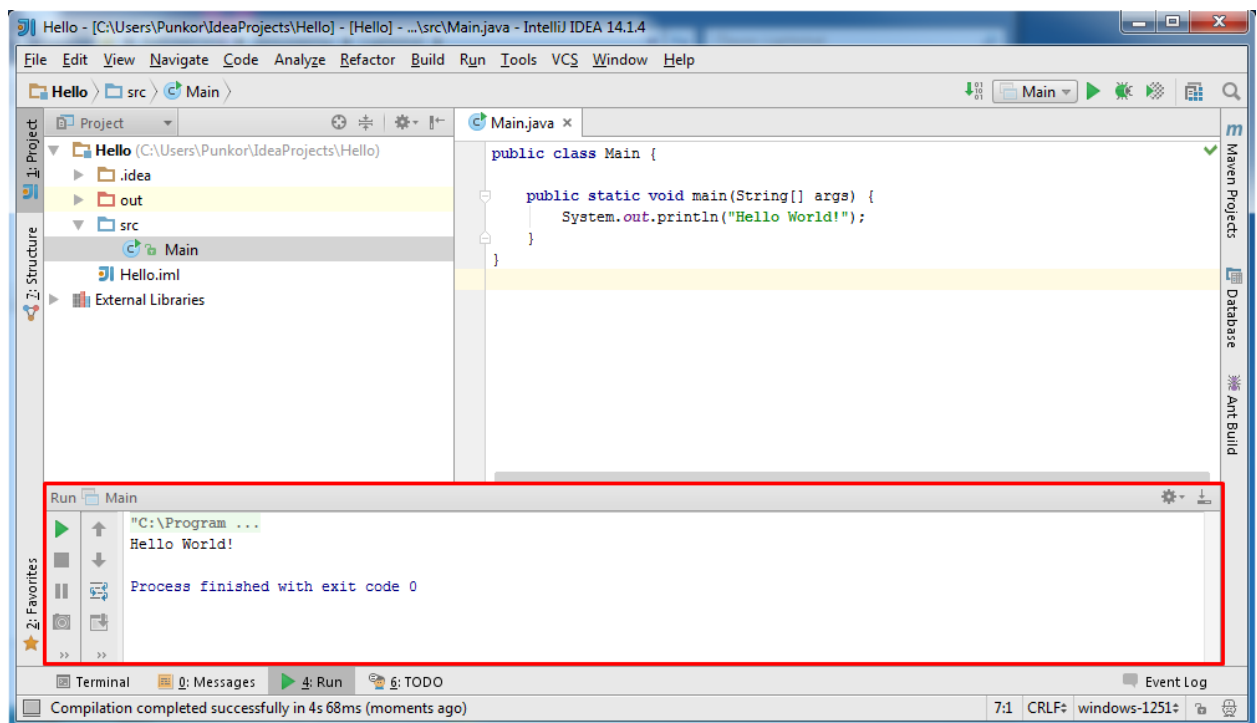 Hello - [C:\Users\Punkor\IdeaProjects\Hello] - [Hello] - ...\src\Main.java - IntelliJ IDEA 14.1.4
File Edit View Navigate Code Analyze Refactor Build Run Tools VCS Window Help
Hello src Main
Main
1: Project
7: Structure
2: Favorites
Project
Hello (C:\Users\Punkor\IdeaProjects\Hello)
.idea
out
src
Main
Hello.iml
External Libraries
Main.java
public class Main {
public static void main(String[] args) {
System.out.println("Hello World!");
}
}
Maven Projects
Database
Ant Build
Run Main
"C:\Program ...
Hello World!
Process finished with exit code 0
Terminal 0: Messages 4: Run 6: TODO Event Log
Compilation completed successfully in 4s 68ms (moments ago) 7:1 CRLF windows-1251